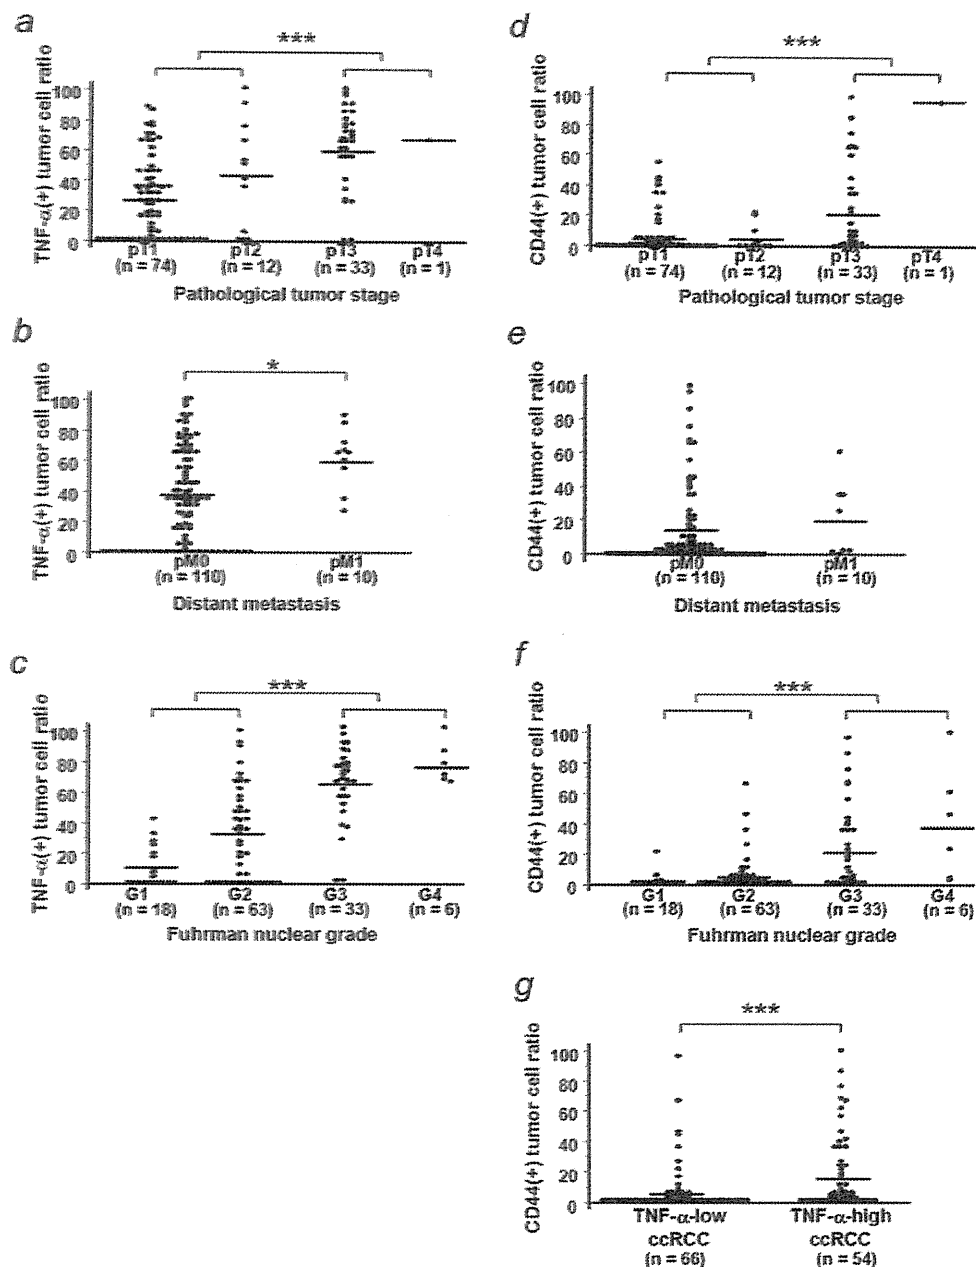 a
***
TNF-α(+) tumor cell ratio
100
80
60
40
20
0
pT1 pT2 pT3 pT4
(n = 74) (n = 12) (n = 33) (n = 1)
Pathological tumor stage
b
*
TNF-α(+) tumor cell ratio
100
80
60
40
20
0
pM0 pM1
(n = 110) (n = 10)
Distant metastasis
c
***
TNF-α(+) tumor cell ratio
100
80
60
40
20
0
G1 G2 G3 G4
(n = 18) (n = 63) (n = 33) (n = 6)
Fuhrman nuclear grade
d
***
CD44(+) tumor cell ratio
100
80
60
40
20
0
pT1 pT2 pT3 pT4
(n = 74) (n = 12) (n = 33) (n = 1)
Pathological tumor stage
e
CD44(+) tumor cell ratio
100
80
60
40
20
0
pM0 pM1
(n = 110) (n = 10)
Distant metastasis
f
***
CD44(+) tumor cell ratio
100
80
60
40
20
0
G1 G2 G3 G4
(n = 18) (n = 63) (n = 33) (n = 6)
Fuhrman nuclear grade
g
***
CD44(+) tumor cell ratio
100
80
60
40
20
0
TNF-α-low TNF-α-high
ccRCC ccRCC
(n = 66) (n = 54)